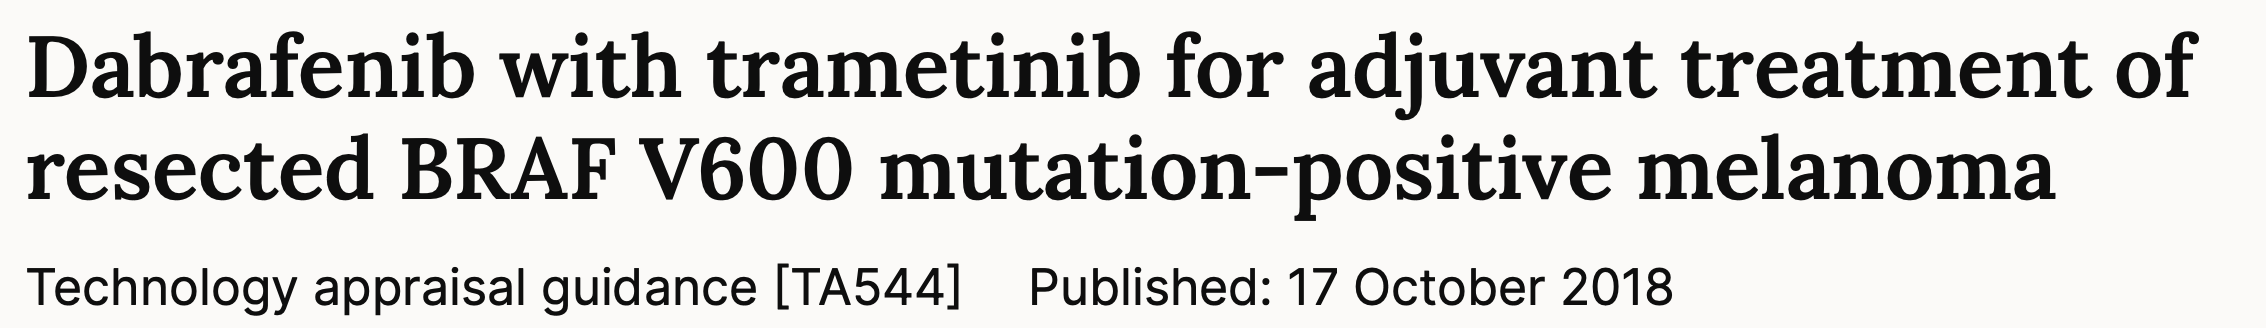 Dabrafenib with trametinib for adjuvant treatment of
resected BRAF V600 mutation-positive melanoma
Technology appraisal guidance [TA544] Published: 17 October 2018